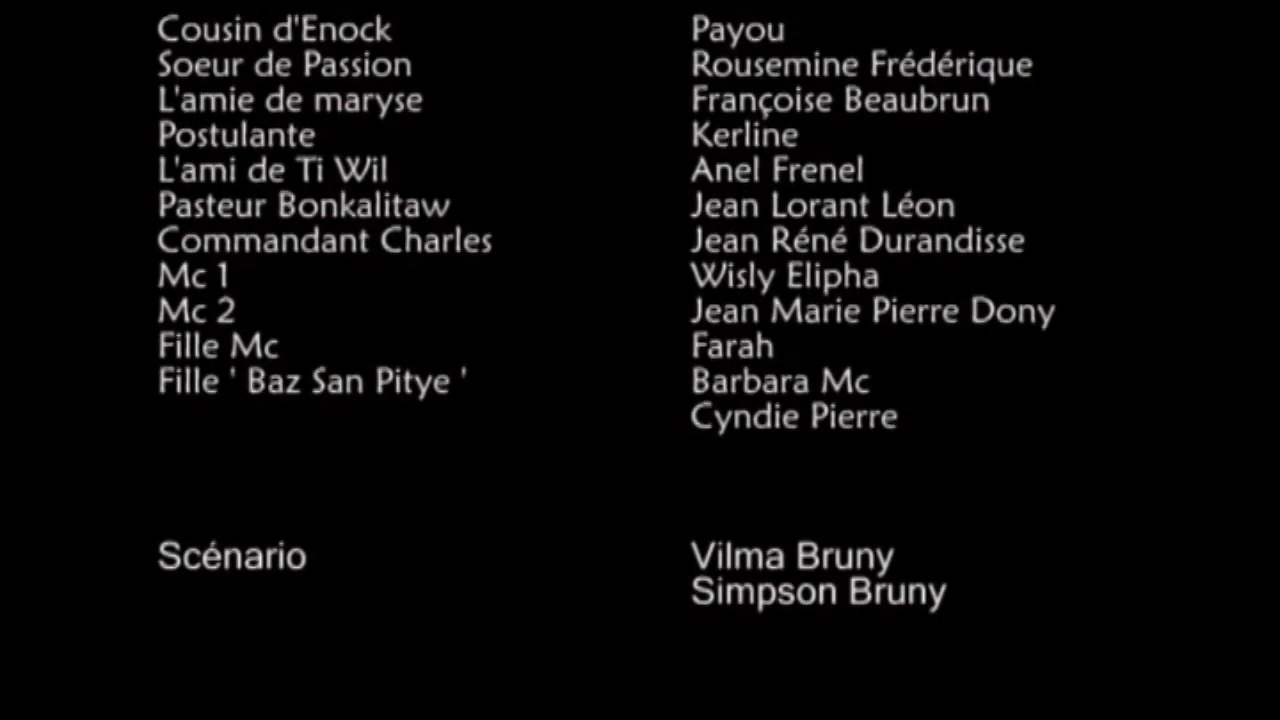 Cousin d'Enock Payou
Soeur de Passion Rousemine Frédérique
L'amie de maryse Françoise Beaubrun
Postulante Kerline
L'ami de Ti Wil Anel Frenel
Pasteur Bonkalitaw Jean Lorant Léon
Commandant Charles Jean Réné Durandisse
Mc 1 Wisly Elipha
Mc 2 Jean Marie Pierre Dony
Fille Mc Farah
Fille ' Baz San Pitye ' Barbara Mc
Cyndie Pierre
Scénario Vilma Bruny
Simpson Bruny